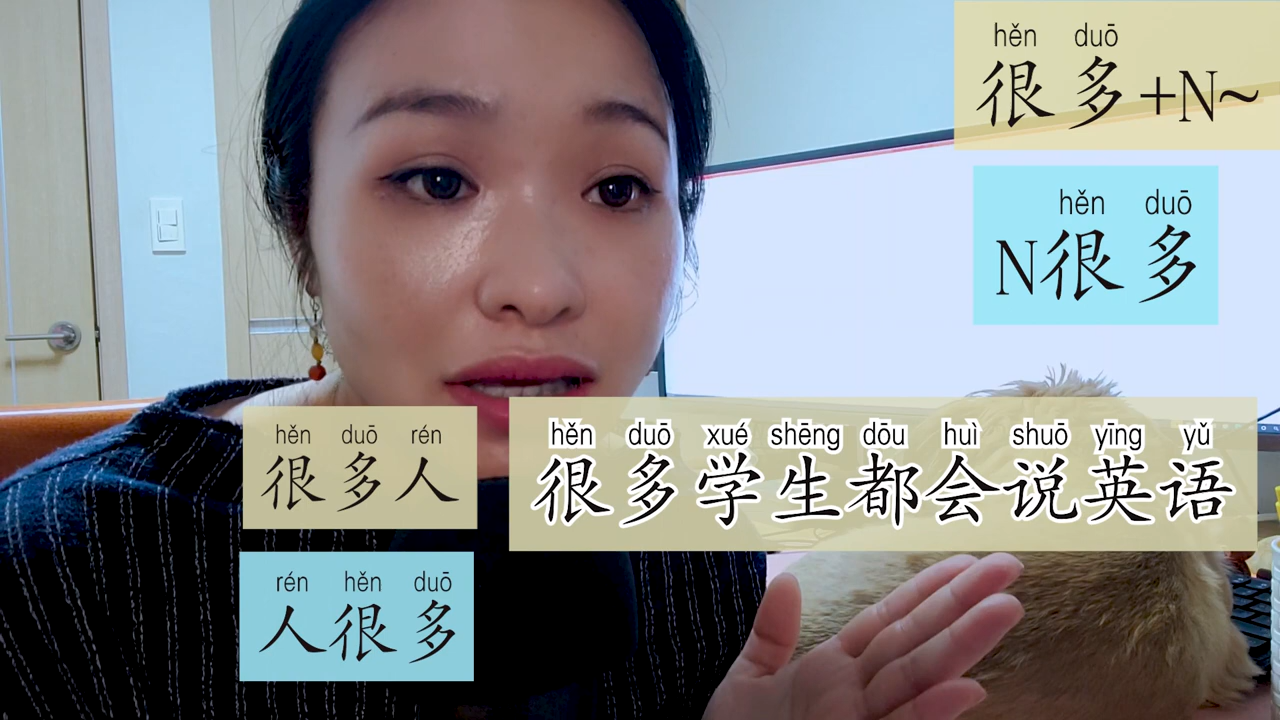 hěn duō
很多+N~
hěn duō
N很多
hěn duō rén
很多人
hěn duō xué shēng dōu huì shuō yīng yǔ
很多学生都会说英语
rén hěn duō
人很多